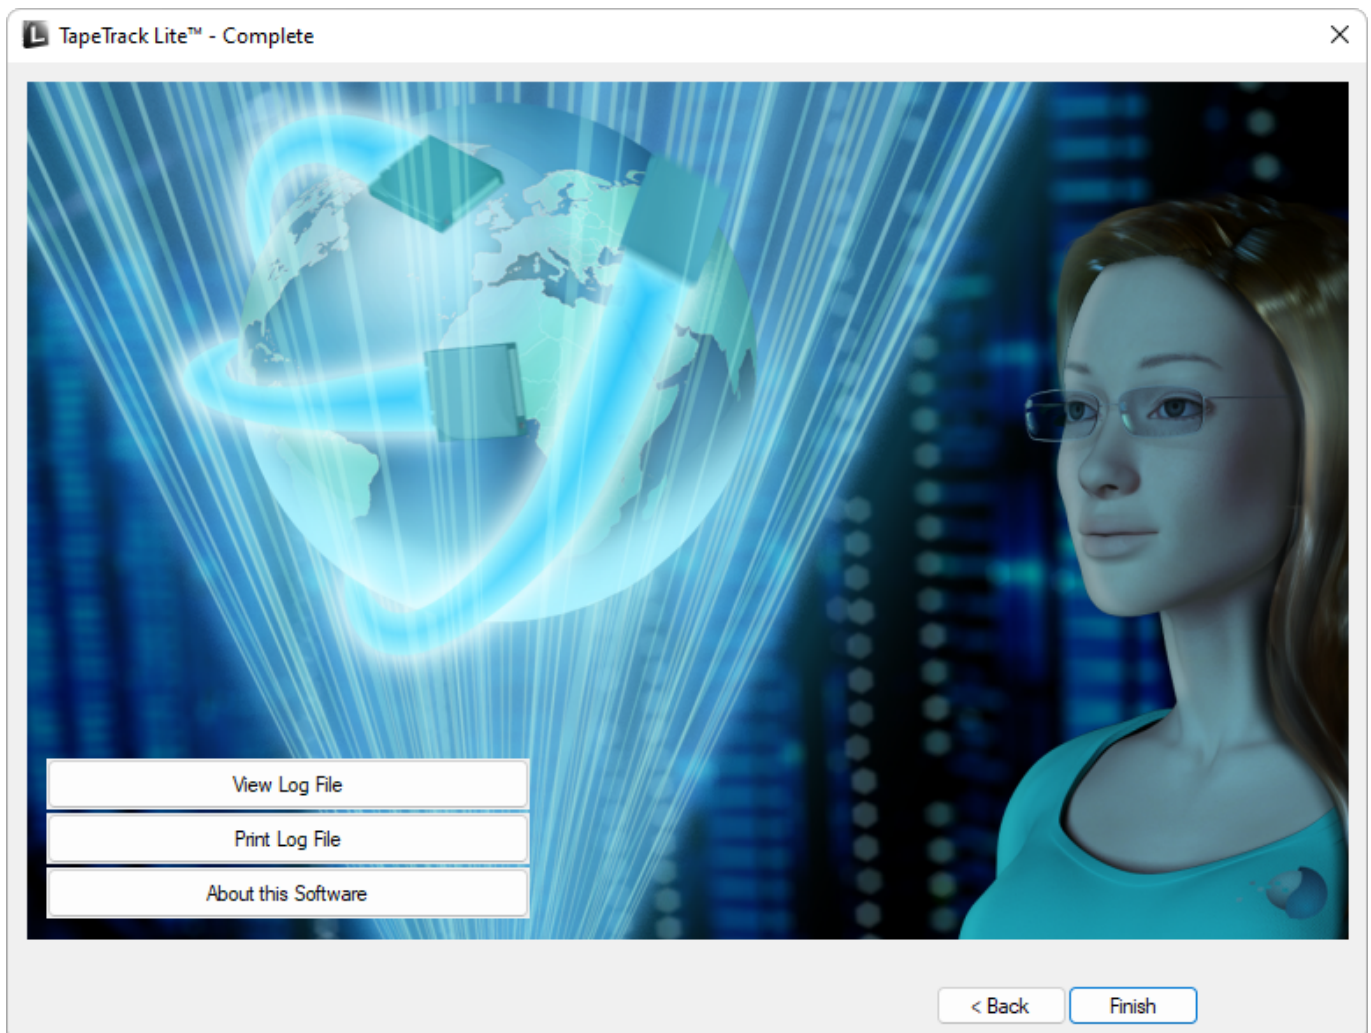 TapeTrack Lite™ - Complete
View Log File
Print Log File
About this Software
< Back
Finish